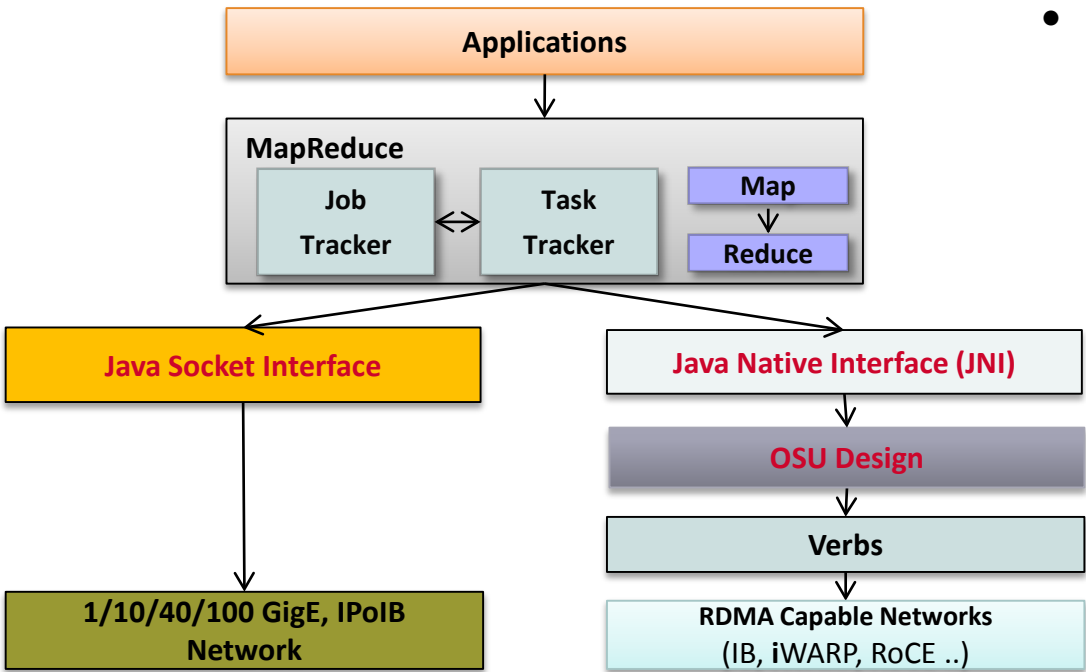 Applications
MapReduce
Job
Tracker
Task
Tracker
Map
Reduce
Java Socket Interface
Java Native Interface (JNI)
OSU Design
Verbs
1/10/40/100 GigE, IPoIB
Network
RDMA Capable Networks
(IB, iWARP, RoCE ..)